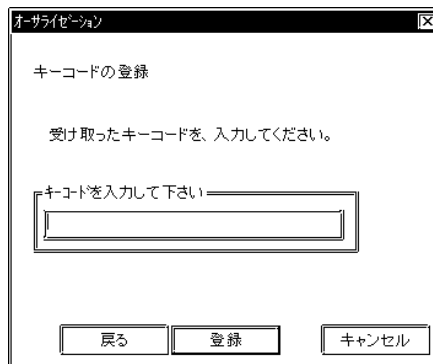 ｵｰｻﾗｲｾﾞｰｼｮﾝ
キーコードの登録
受け取ったキーコードを、入力してください。
ｷｰｺｰﾄﾞを入力して下さい
戻る
登録
キャンセル